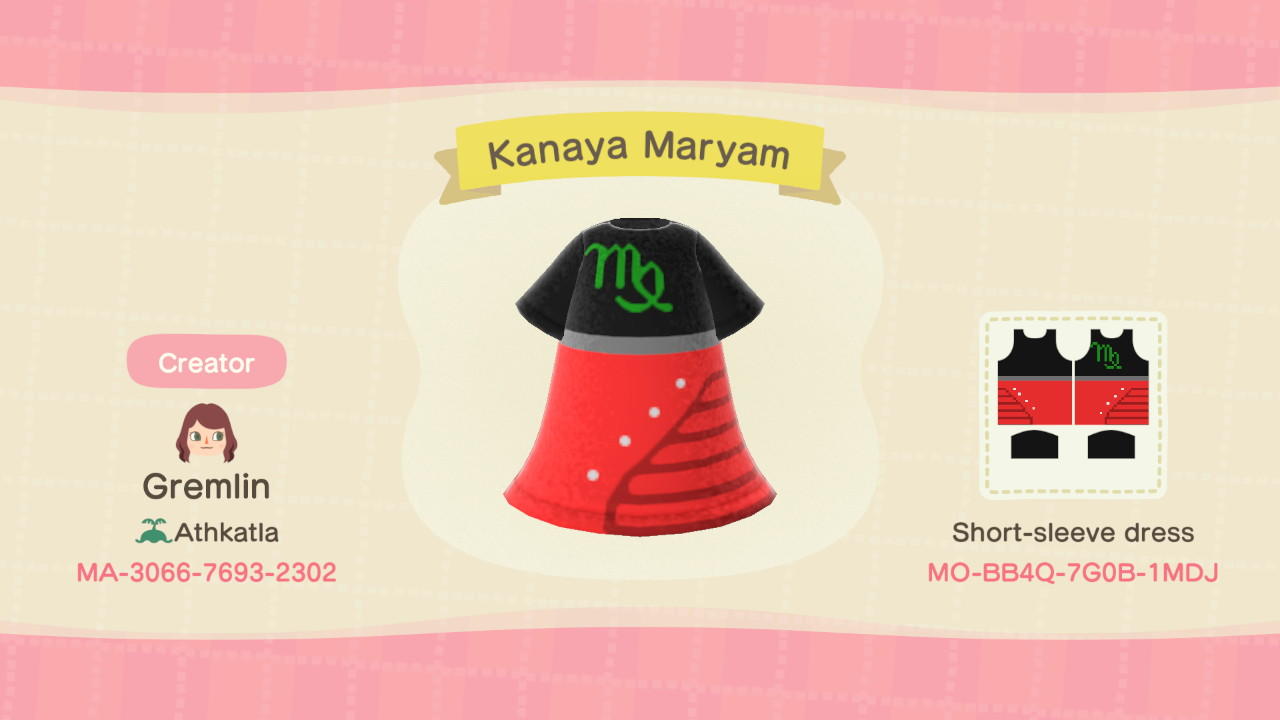 Kanaya Maryam
Creator
Gremlin
Athkatla
MA-3066-7693-2302
Short-sleeve dress
MO-BB4Q-7G0B-1MDJ